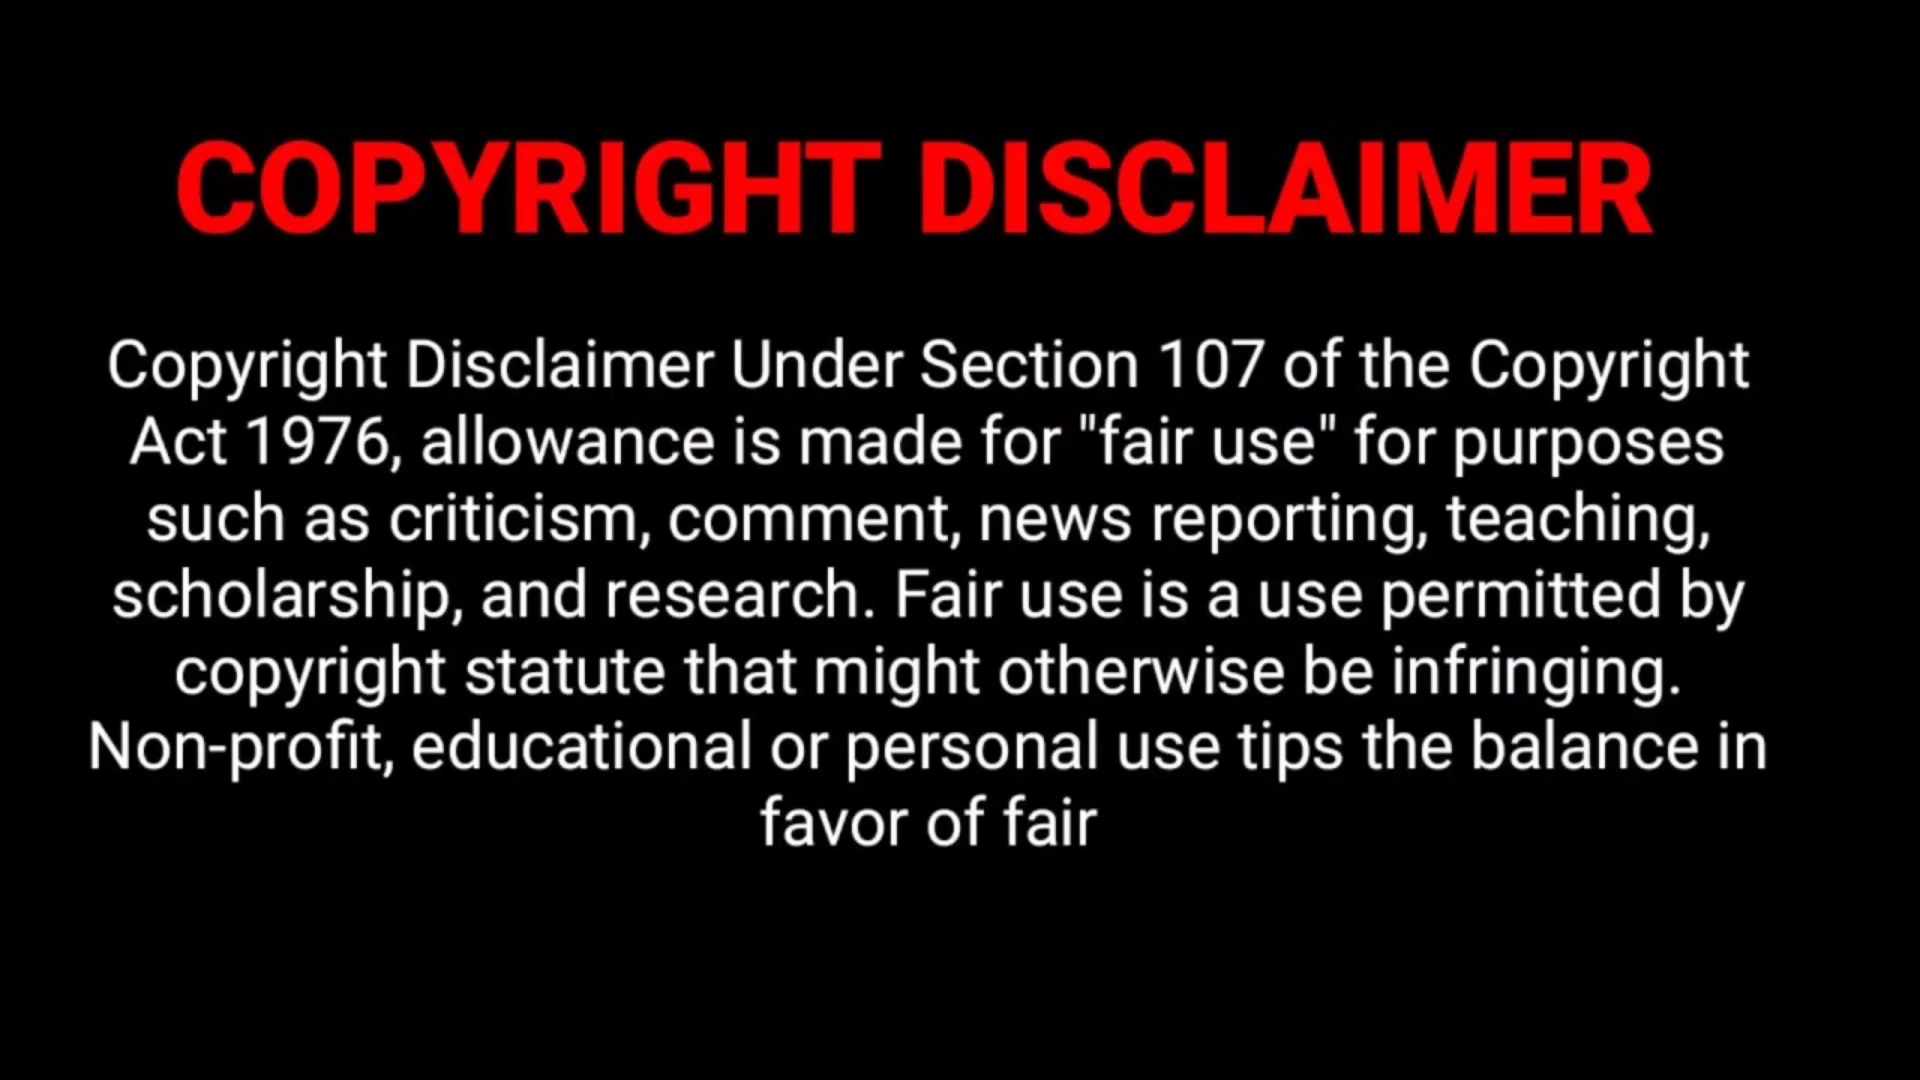 COPYRIGHT DISCLAIMER
Copyright Disclaimer Under Section 107 of the Copyright
Act 1976, allowance is made for "fair use" for purposes
such as criticism, comment, news reporting, teaching,
scholarship, and research. Fair use is a use permitted by
copyright statute that might otherwise be infringing.
Non-profit, educational or personal use tips the balance in
favor of fair